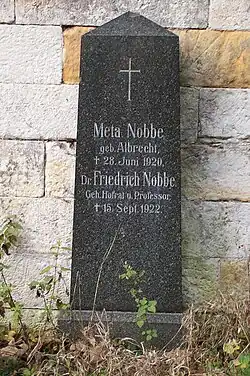 Meta Nobbe
geb. Albrecht,
† 28. Juni 1920,
Dr. Friedrich Nobbe
Geh. Hofrat u. Professor
† 15. Sept. 1922.